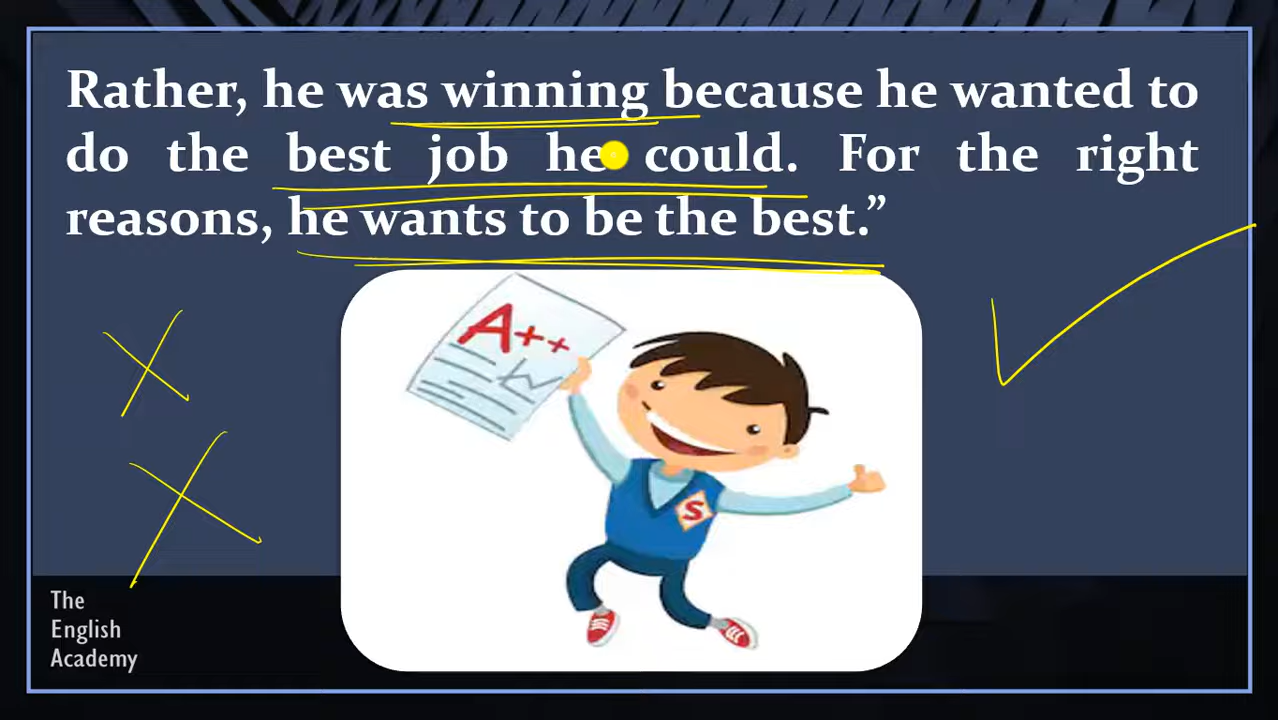 Rather, he was winning because he wanted to
do the best job he could. For the right
reasons, he wants to be the best.”
A++
S
The
English
Academy